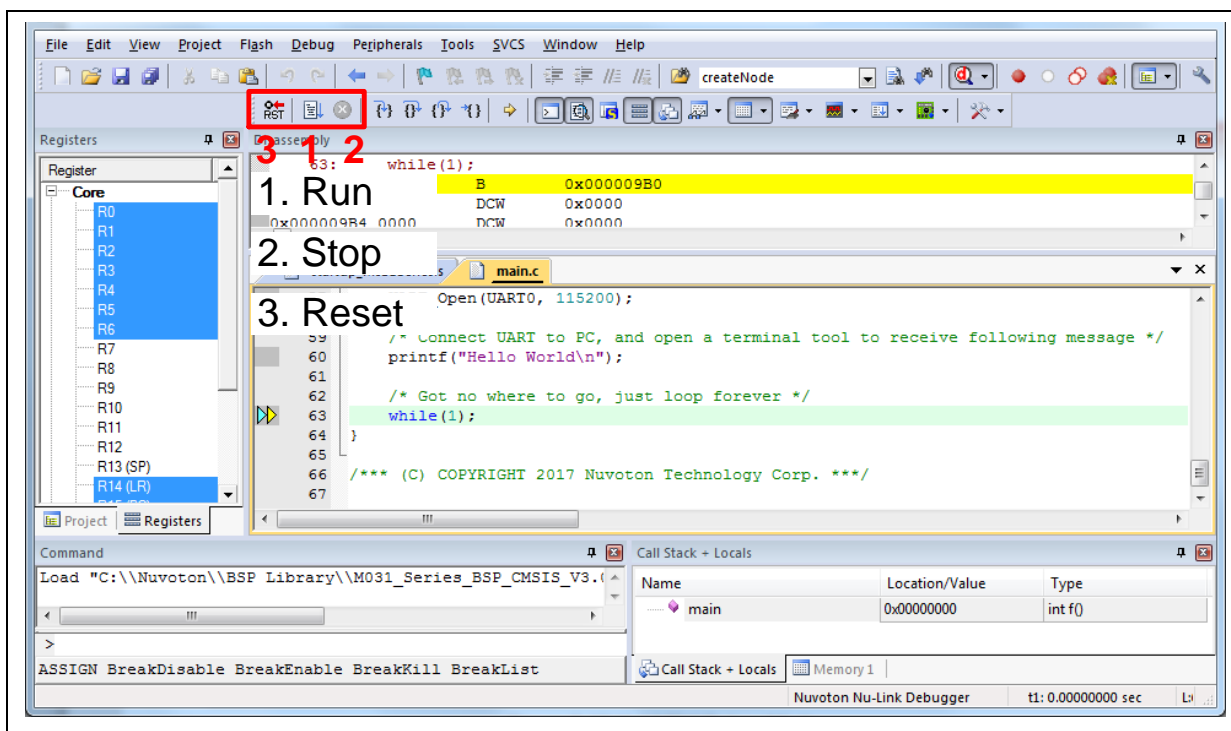 File Edit View Project Flash Debug Peripherals Tools SVCS Window Help
createNode
RST
3 1 2
Registers
Disassembly
Register
Core
R0
R1
R2
R3
R4
R5
R6
R7
R8
R9
R10
R11
R12
R13 (SP)
R14 (LR)
Project Registers
63: while(1);
B 0x000009B0
DCW 0x0000
0x000009B4 0000 DCW 0x0000
1. Run
2. Stop
3. Reset
main.c
Open(UART0, 115200);
59 /* Connect UART to PC, and open a terminal tool to receive following message */
60 printf("Hello World\n");
61
62 /* Got no where to go, just loop forever */
63 while(1);
64 }
65
66 /*** (C) COPYRIGHT 2017 Nuvoton Technology Corp. ***/
67
Command
Load "C:\\Nuvoton\\BSP Library\\M031_Series_BSP_CMSIS_V3.(
>
ASSIGN BreakDisable BreakEnable BreakKill BreakList
Call Stack + Locals
Name Location/Value Type
main 0x00000000 int f()
Call Stack + Locals Memory 1
Nuvoton Nu-Link Debugger t1: 0.00000000 sec